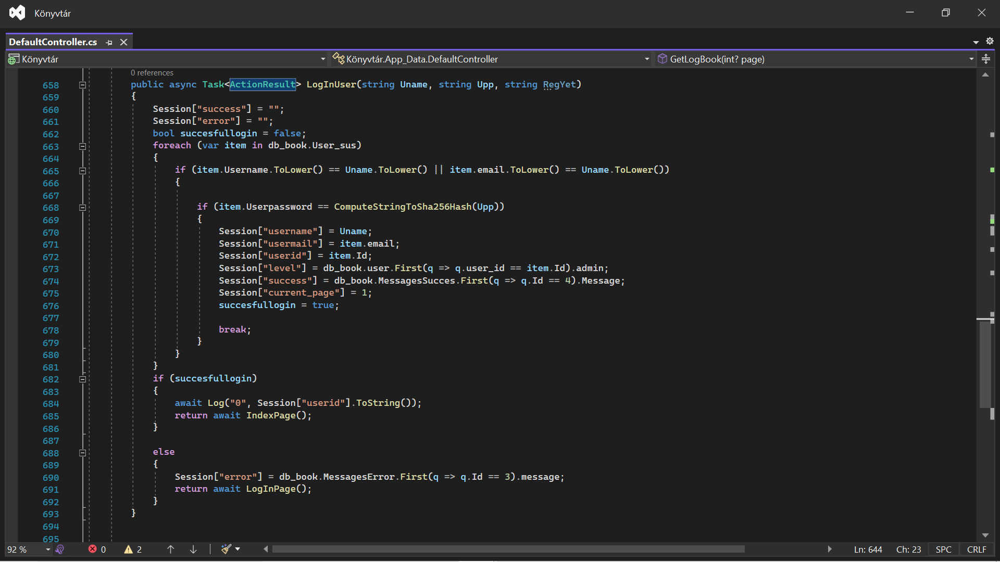 Könyvtár
DefaultController.cs
Könyvtár
Könyvtár.App_Data.DefaultController
GetLogBook(int? page)
0 references
658 public async Task<ActionResult> LogInUser(string Uname, string Upp, string RegYet)
659 {
660 Session["success"] = "";
661 Session["error"] = "";
662 bool succesfullogin = false;
663 foreach (var item in db_book.User_sus)
664 {
665 if (item.Username.ToLower() == Uname.ToLower() || item.email.ToLower() == Uname.ToLower())
666 {
667
668 if (item.Userpassword == ComputeStringToSha256Hash(Upp))
669 {
670 Session["username"] = Uname;
671 Session["usermail"] = item.email;
672 Session["userid"] = item.Id;
673 Session["level"] = db_book.user.First(q => q.user_id == item.Id).admin;
674 Session["success"] = db_book.MessagesSucces.First(q => q.Id == 4).Message;
675 Session["current_page"] = 1;
676 succesfullogin = true;
677
678 break;
679 }
680 }
681 }
682 if (succesfullogin)
683 {
684 await Log("0", Session["userid"].ToString());
685 return await IndexPage();
686 }
687
688 else
689 {
690 Session["error"] = db_book.MessagesError.First(q => q.Id == 3).message;
691 return await LogInPage();
692 }
693 }
694
695
92 % 0 2 Ln: 644 Ch: 23 SPC CRLF